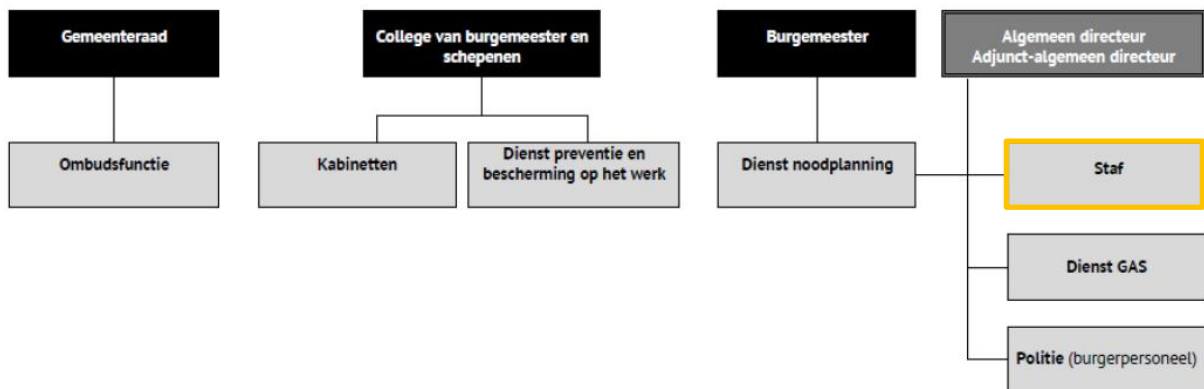 Gemeenteraad
College van burgemeester en
schepenen
Burgemeester
Algemeen directeur
Adjunct-algemeen directeur
Ombudsfunctie
Kabinetten
Dienst preventie en
bescherming op het werk
Dienst noodplanning
Staf
Dienst GAS
Politie (burgerpersoneel)